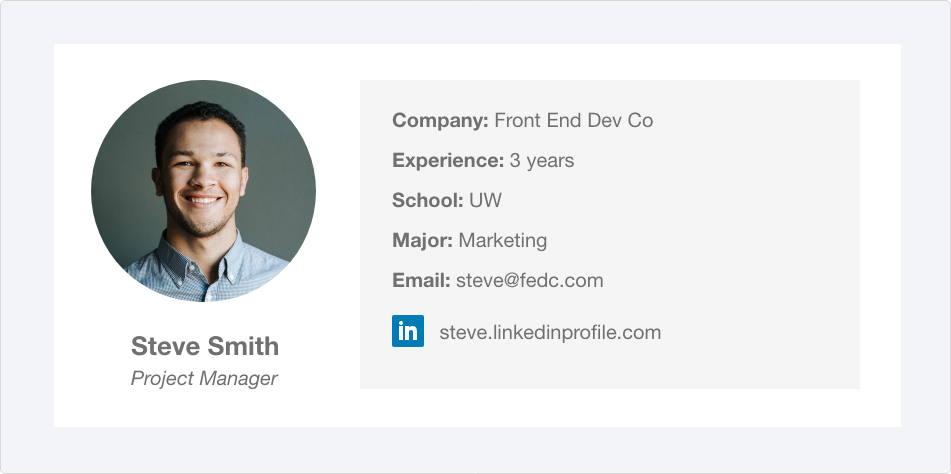 Steve Smith
Project Manager
Company: Front End Dev Co
Experience: 3 years
School: UW
Major: Marketing
Email: steve@fedc.com
in
steve.linkedinprofile.com